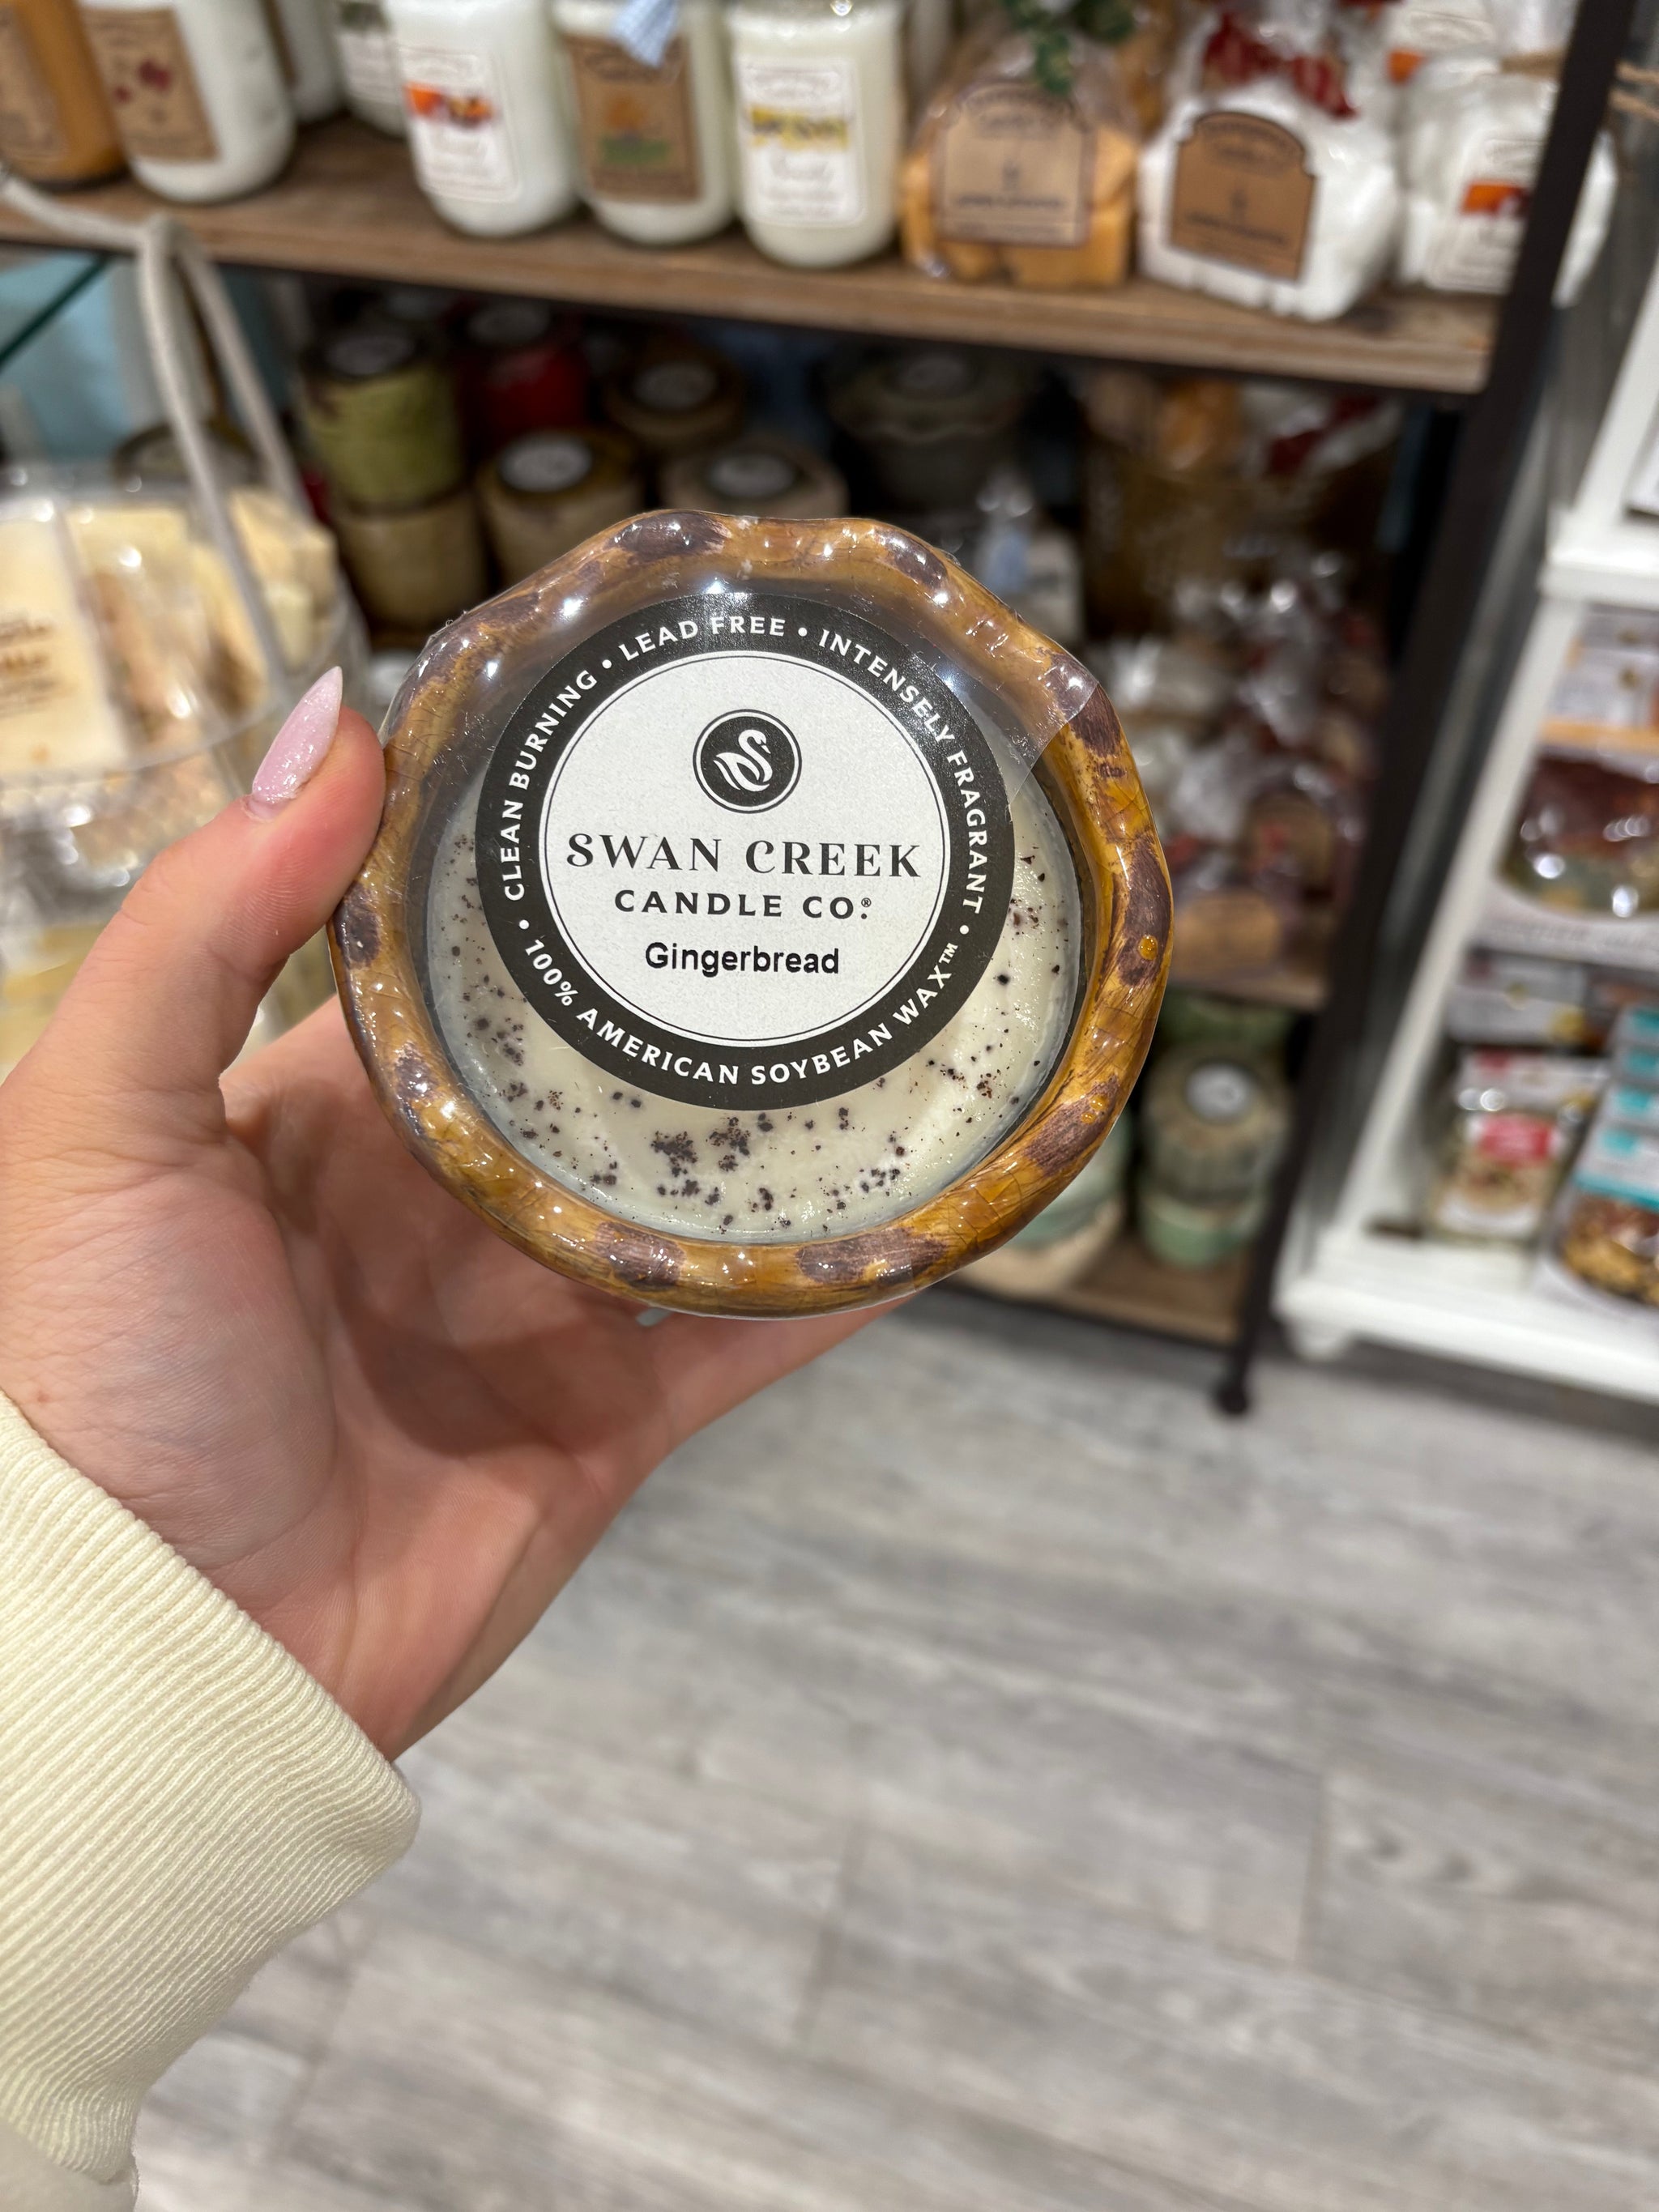 • CLEAN BURNING • LEAD FREE • INTENSELY FRAGRANT •
SWAN CREEK
CANDLE CO.®
Gingerbread
100% AMERICAN SOYBEAN WAX™